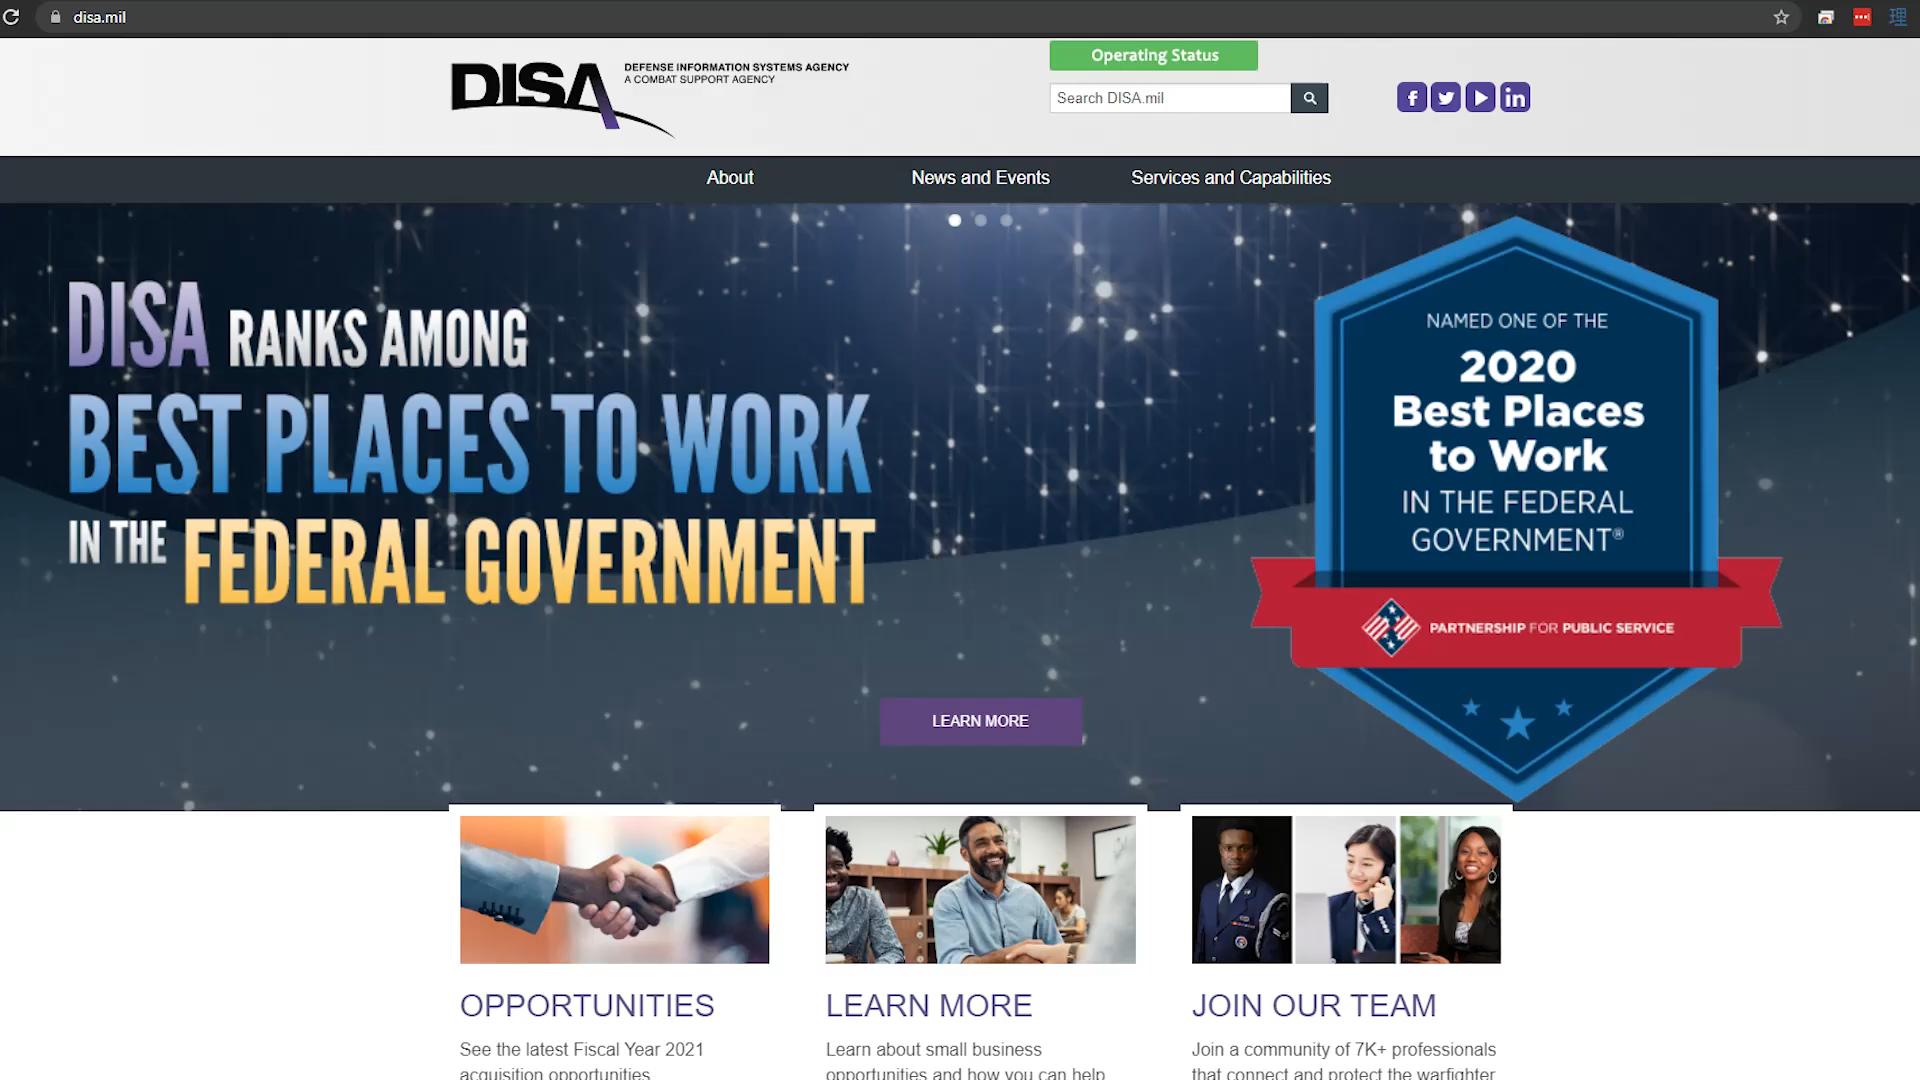 disa.mil
DISA
DEFENSE INFORMATION SYSTEMS AGENCY
A COMBAT SUPPORT AGENCY
Operating Status
Search DISA.mil
About
News and Events
Services and Capabilities
DISA RANKS AMONG
BEST PLACES TO WORK
IN THE FEDERAL GOVERNMENT
NAMED ONE OF THE
2020
Best Places
to Work
IN THE FEDERAL
GOVERNMENT®
PARTNERSHIP FOR PUBLIC SERVICE
LEARN MORE
OPPORTUNITIES
See the latest Fiscal Year 2021
acquisition opportunities
LEARN MORE
Learn about small business
opportunities and how you can help
JOIN OUR TEAM
Join a community of 7K+ professionals
that connect and protect the warfighter